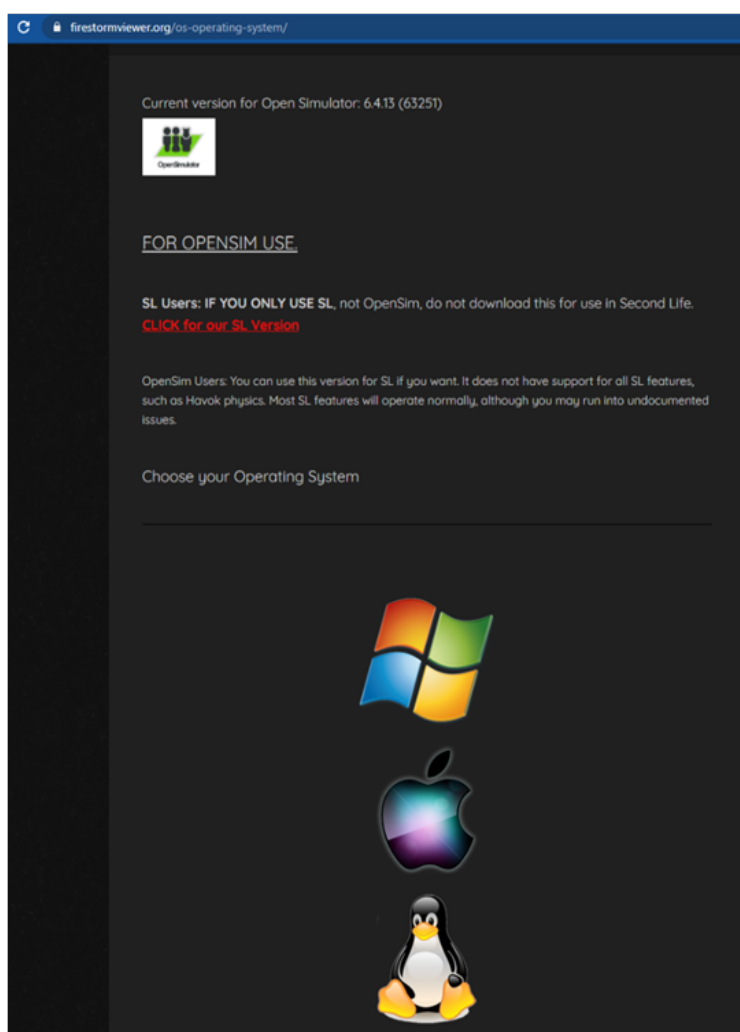 firestormviewer.org/os-operating-system/
Current version for Open Simulator: 6.4.13 (63251)
OpenSimulator
FOR OPENSIM USE.
SL Users: IF YOU ONLY USE SL, not OpenSim, do not download this for use in Second Life.
CLICK for our SL Version
OpenSim Users: You can use this version for SL if you want. It does not have support for all SL features,
such as Havok physics. Most SL features will operate normally, although you may run into undocumented
issues.
Choose your Operating System